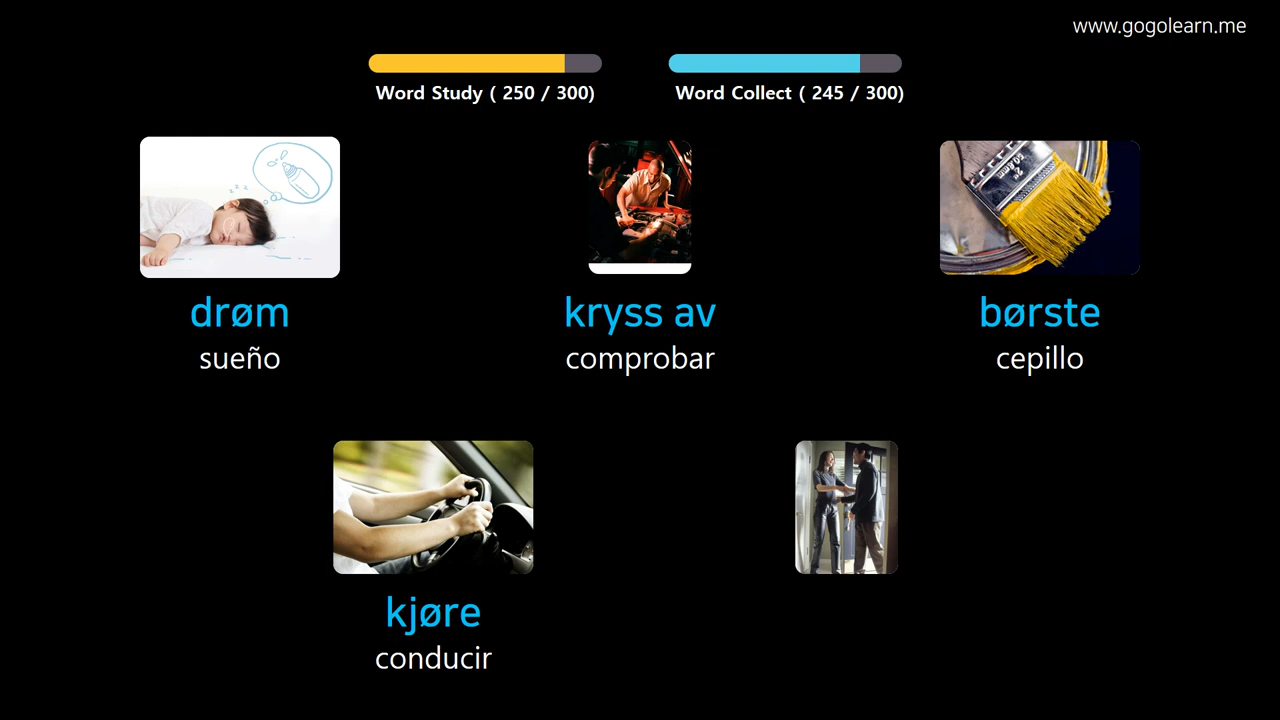 www.gogolearn.me
Word Study ( 250 / 300)
Word Collect ( 245 / 300)
drøm
sueño
kryss av
comprobar
børste
cepillo
kjøre
conducir